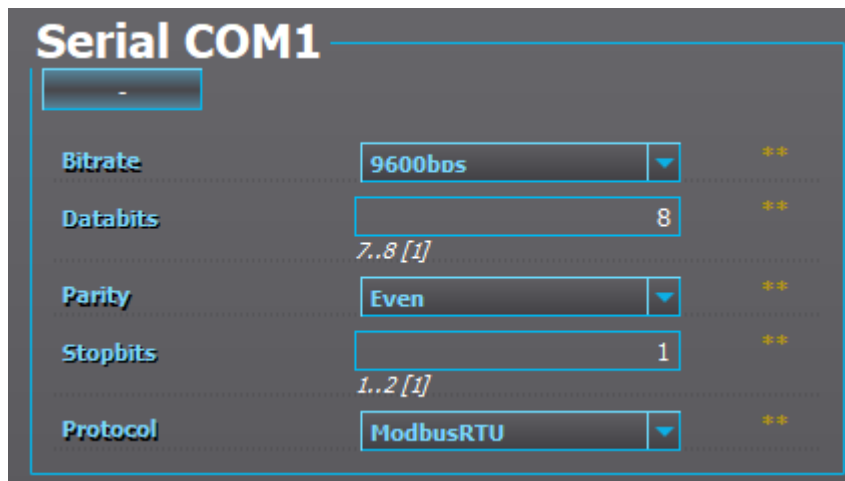 Serial COM1
-
Bitrate 9600bps **
Databits 8 **
7..8 [1]
Parity Even **
Stopbits 1 **
1..2 [1]
Protocol ModbusRTU **